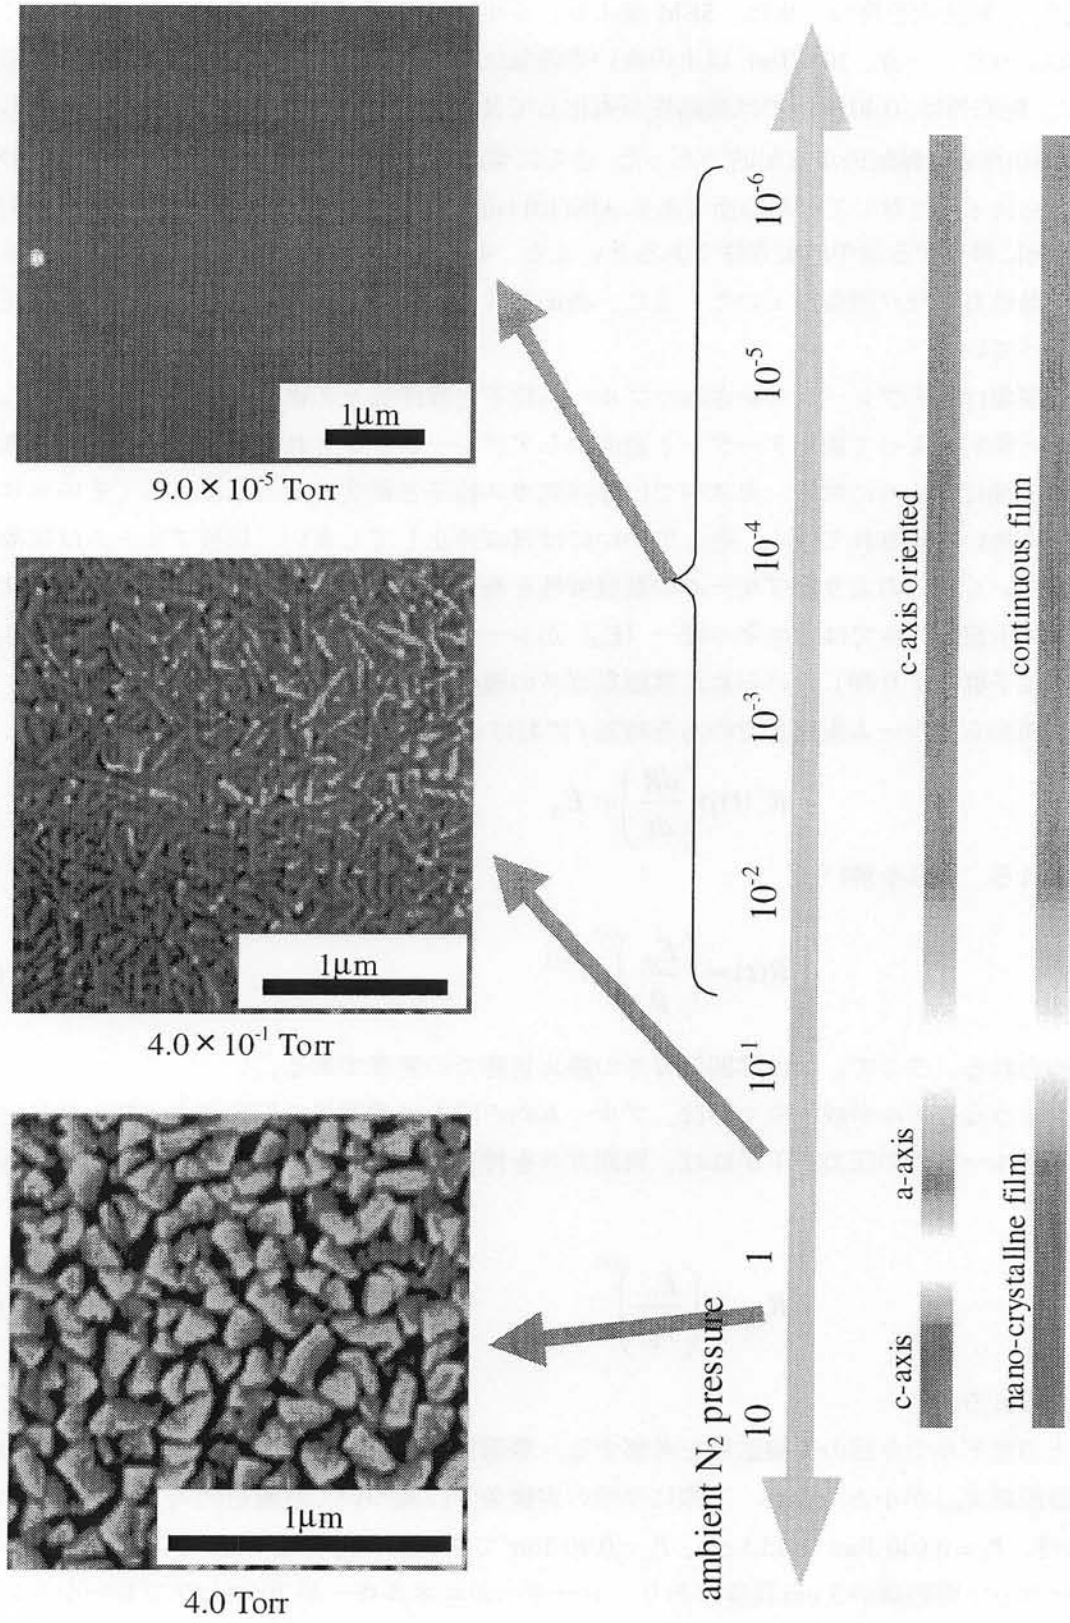 1μm
9.0 × 10-5 Torr
1μm
4.0 × 10-1 Torr
1μm
4.0 Torr
ambient N2 pressure
10
1
10-1
10-2
10-3
10-4
10-5
10-6
c-axis
a-axis
c-axis oriented
nano-crystallne film
continuous film